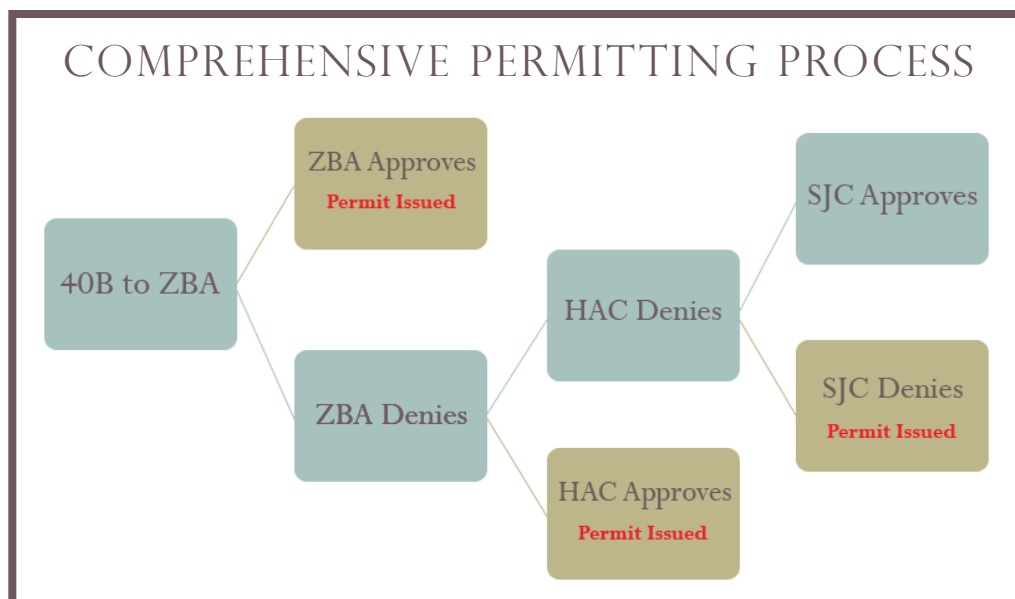 COMPREHENSIVE PERMITTING PROCESS
40B to ZBA
ZBA Approves
Permit Issued
ZBA Denies
HAC Denies
HAC Approves
Permit Issued
SJC Approves
SJC Denies
Permit Issued